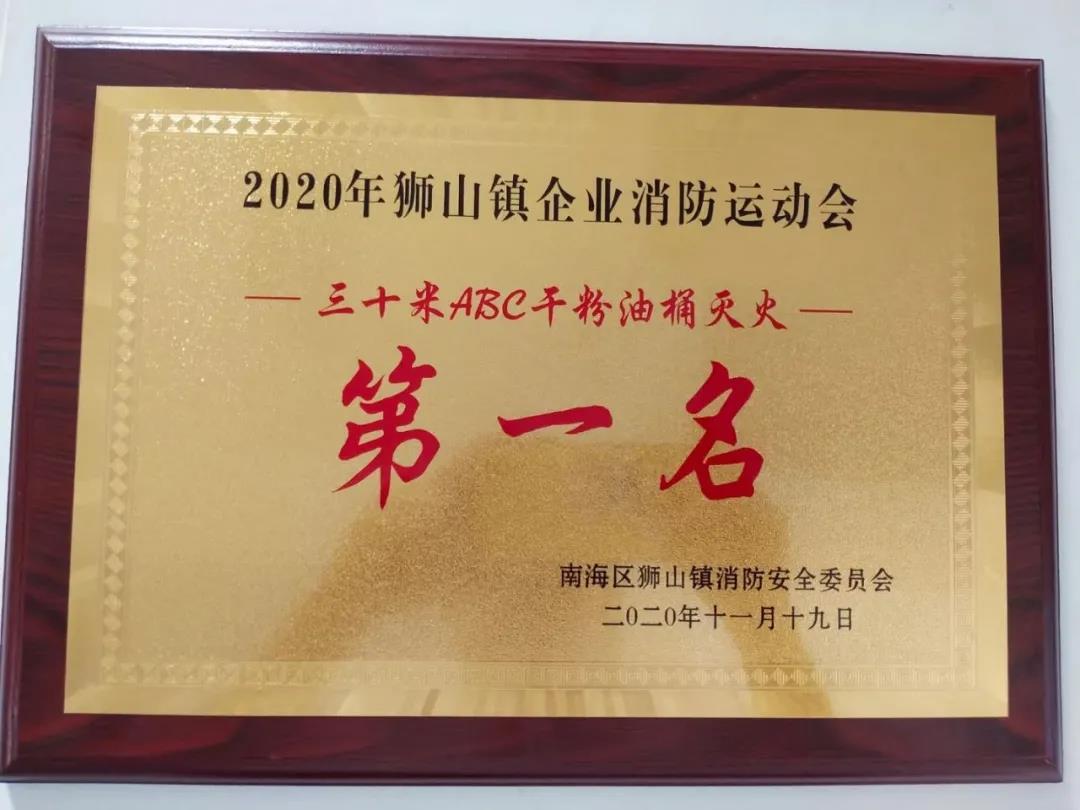 2020年狮山镇企业消防运动会
三十米ABC干粉油桶灭火
第一名
南海区狮山镇消防安全委员会
二〇二〇年十一月十九日